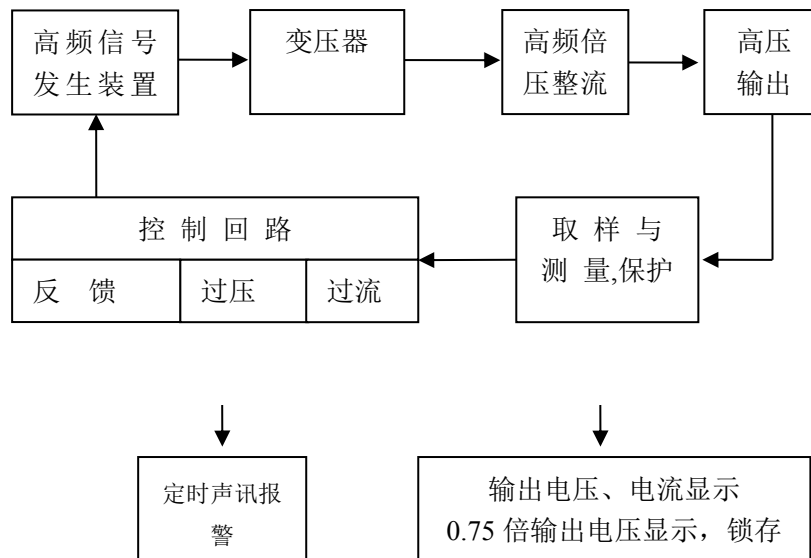 高频信号
发生装置
变压器
高频倍
压整流
高压
输出
控 制 回 路
反 馈
过压
过流
取 样 与
测 量,保护
定时声讯报
警
输出电压、电流显示
0.75 倍输出电压显示，锁存